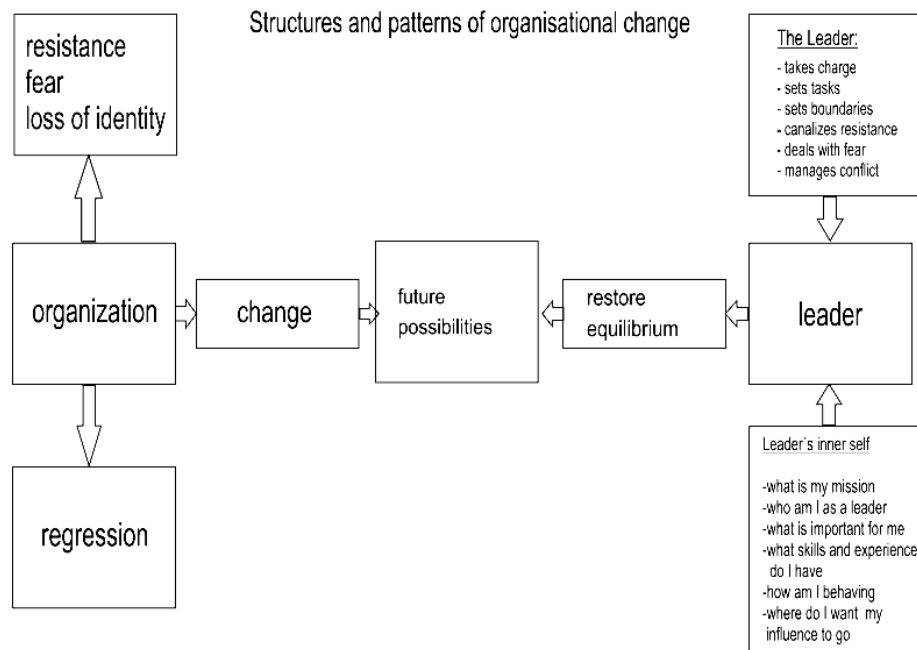 Structures and patterns of organisational change
resistance
fear
loss of identity
The Leader:
- takes charge
- sets tasks
- sets boundaries
- canalizes resistance
- deals with fear
- manages conflict
organization
change
future
possibilities
restore
equilibrium
leader
regression
Leader´s inner self
-what is my mission
-who am I as a leader
-what is important for me
-what skills and experience
do I have
-how am I behaving
-where do I want my
influence to go